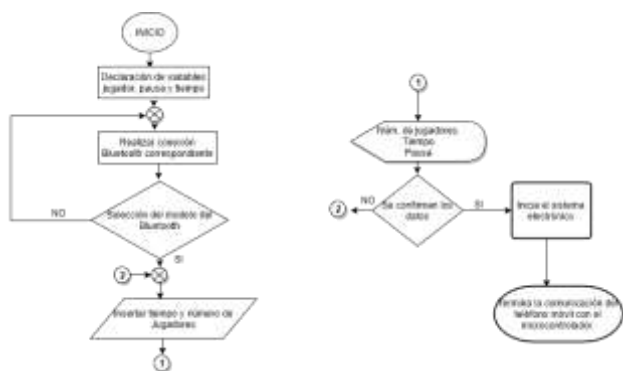 INICIO
Declaración de variables
jugador, pausa y tiempo
Realizar conexión
Bluetooth correspondiente
NO
Selección del modelo del
Bluetooth
SI
2
Insertar tiempo y número de
Jugadores
1
1
Núm. de jugadores
Tiempo
Pausa
NO
2
Se confirman los
datos
SI
Inicia el sistema
electrónico
Termina la comunicación del
teléfono móvil con el
microcontrolador